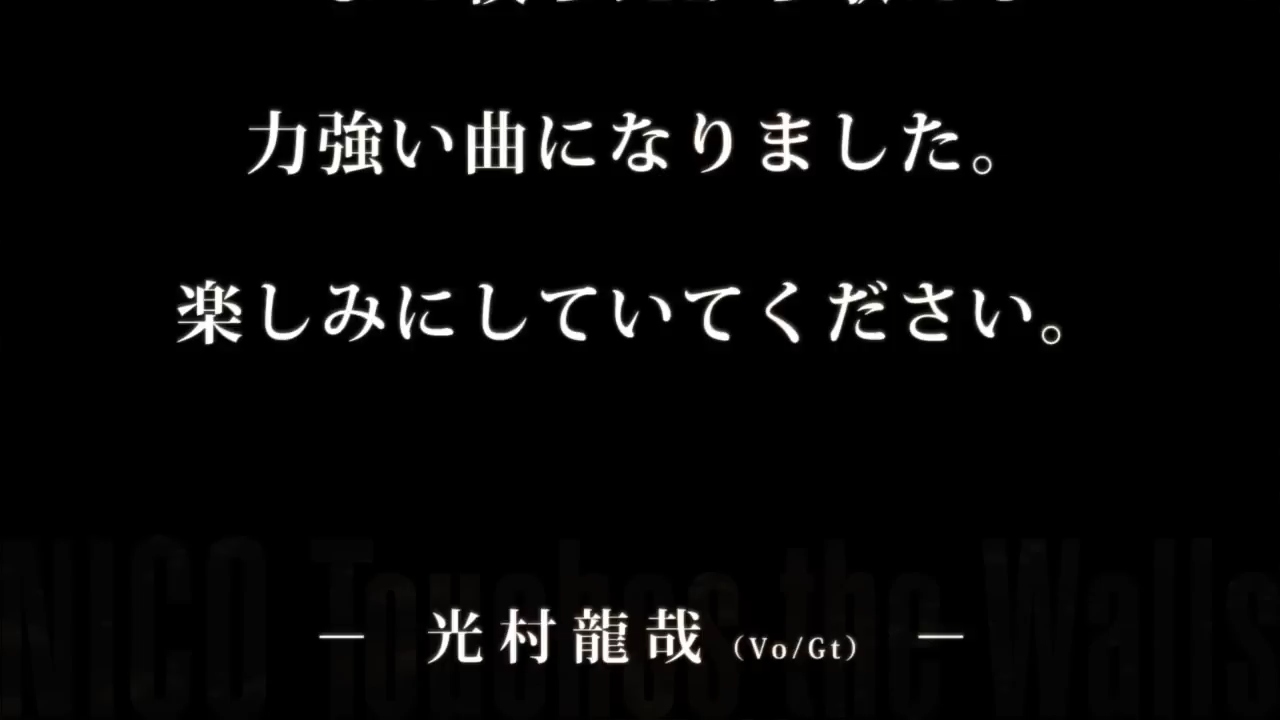 力強い曲になりました。
楽しみにしていてください。
NICO Touches the Walls
— 光村龍哉 (Vo/Gt) —